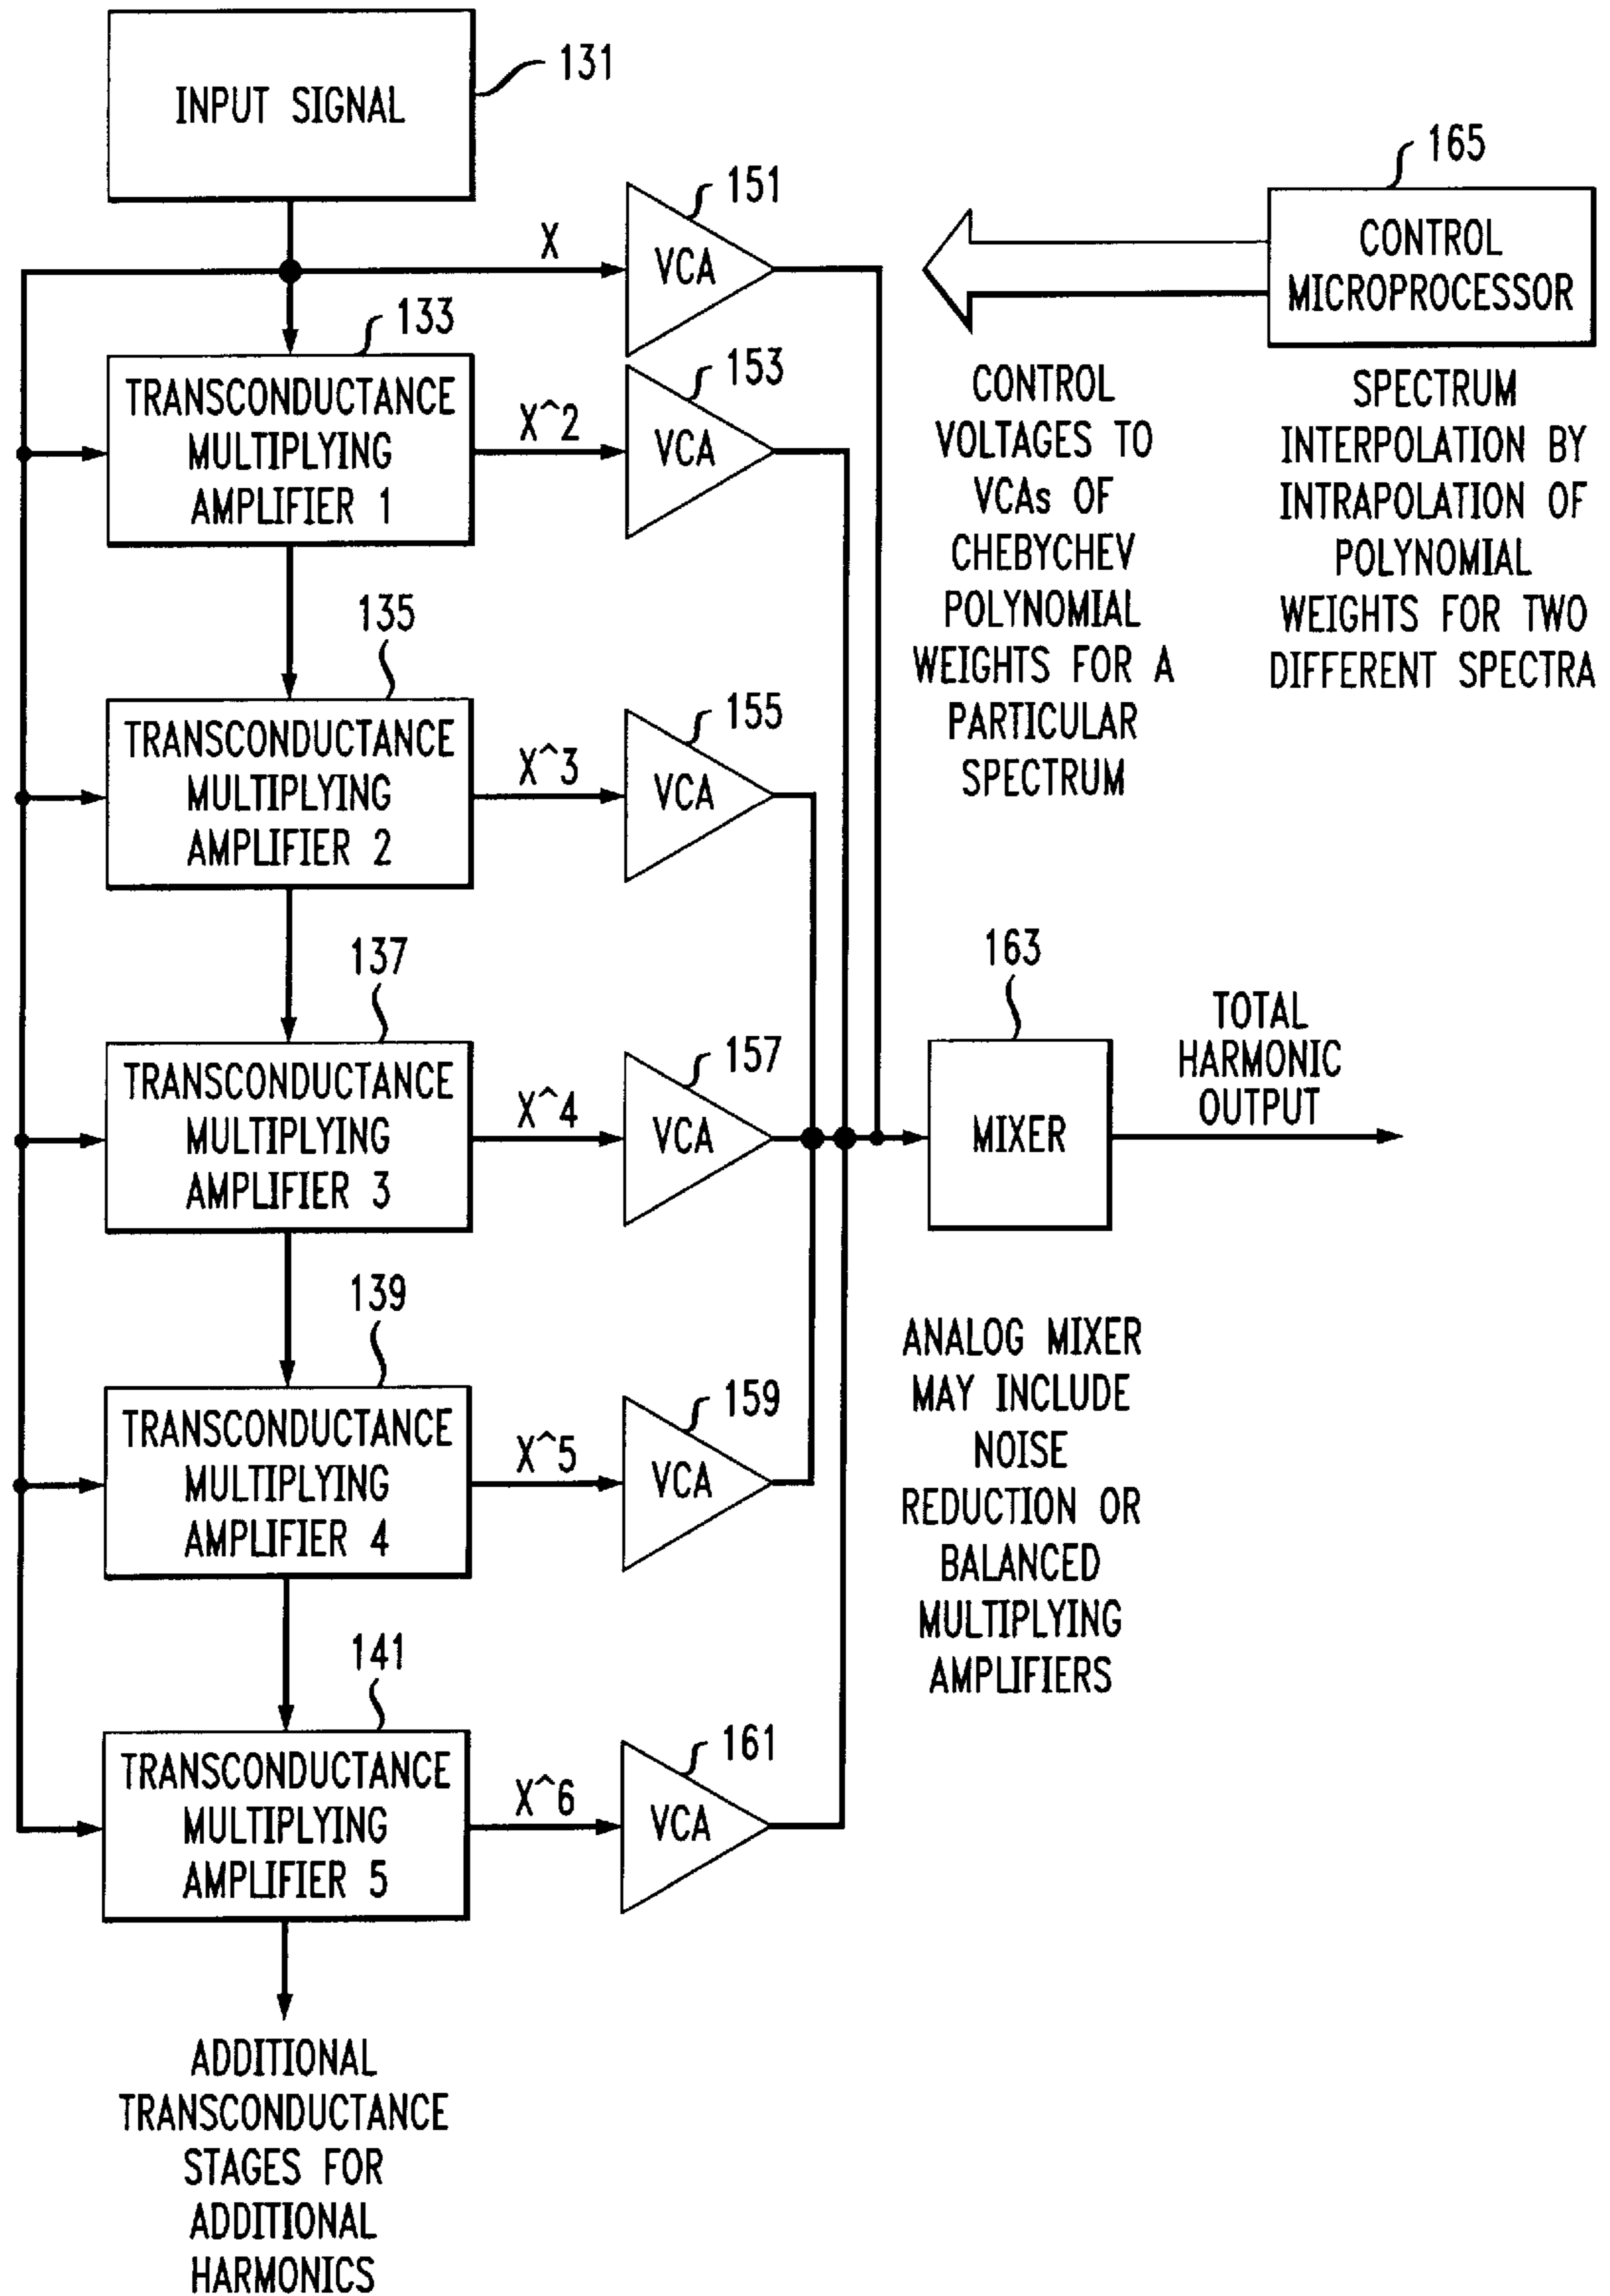 INPUT SIGNAL
131
165
CONTROL
MICROPROCESSOR
X
151
VCA
133
TRANSCONDUCTANCE
MULTIPLYING
AMPLIFIER 1
X^2
153
VCA
CONTROL
VOLTAGES TO
VCAs OF
CHEBYCHEV
POLYNOMIAL
WEIGHTS FOR A
PARTICULAR
SPECTRUM
SPECTRUM
INTERPOLATION BY
INTRAPOLATION OF
POLYNOMIAL
WEIGHTS FOR TWO
DIFFERENT SPECTRA
135
TRANSCONDUCTANCE
MULTIPLYING
AMPLIFIER 2
X^3
155
VCA
137
TRANSCONDUCTANCE
MULTIPLYING
AMPLIFIER 3
X^4
157
VCA
163
MIXER
TOTAL
HARMONIC
OUTPUT
139
TRANSCONDUCTANCE
MULTIPLYING
AMPLIFIER 4
X^5
159
VCA
ANALOG MIXER
MAY INCLUDE
NOISE
REDUCTION OR
BALANCED
MULTIPLYING
AMPLIFIERS
141
TRANSCONDUCTANCE
MULTIPLYING
AMPLIFIER 5
X^6
161
VCA
ADDITIONAL
TRANSCONDUCTANCE
STAGES FOR
ADDITIONAL
HARMONICS